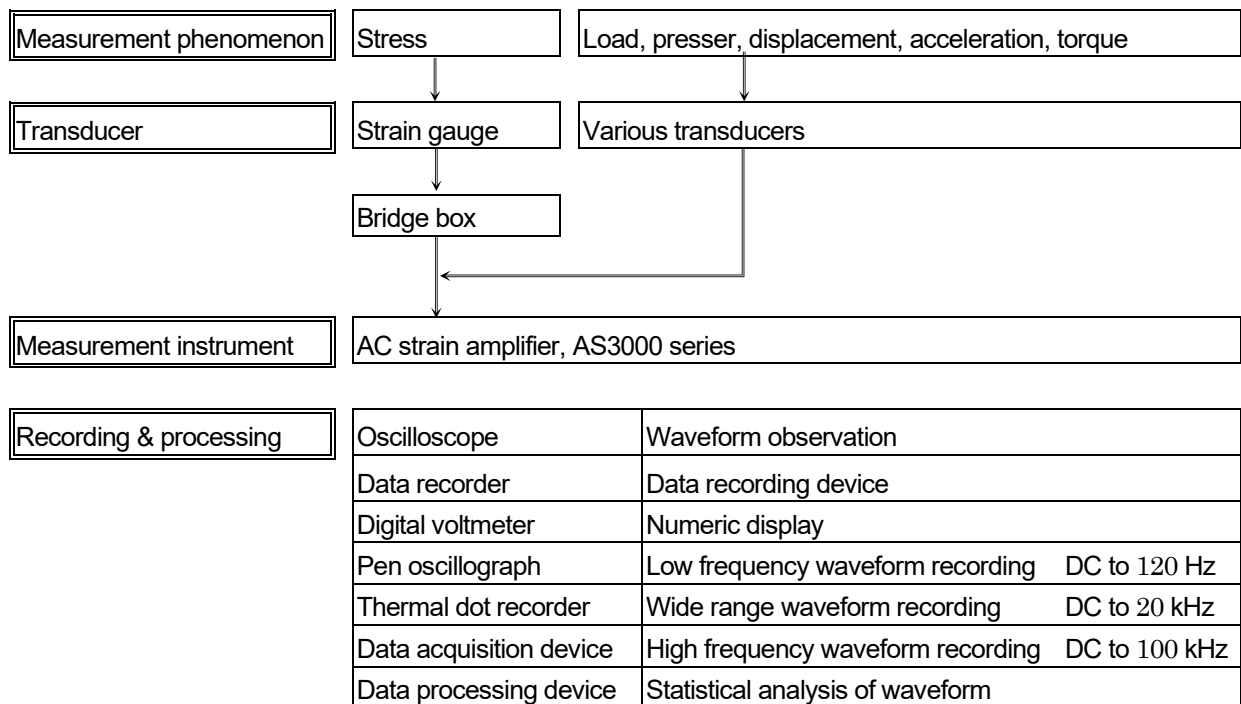 Measurement phenomenon Stress Load, presser, displacement, acceleration, torque
Transducer Strain gauge Various transducers
Bridge box
Measurement instrument AC strain amplifier, AS3000 series
Recording & processing Oscilloscope Waveform observation
Data recorder Data recording device
Digital voltmeter Numeric display
Pen oscillograph Low frequency waveform recording DC to 120 Hz
Thermal dot recorder Wide range waveform recording DC to 20 kHz
Data acquisition device High frequency waveform recording DC to 100 kHz
Data processing device Statistical analysis of waveform